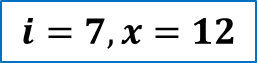 i = 7, x = 12